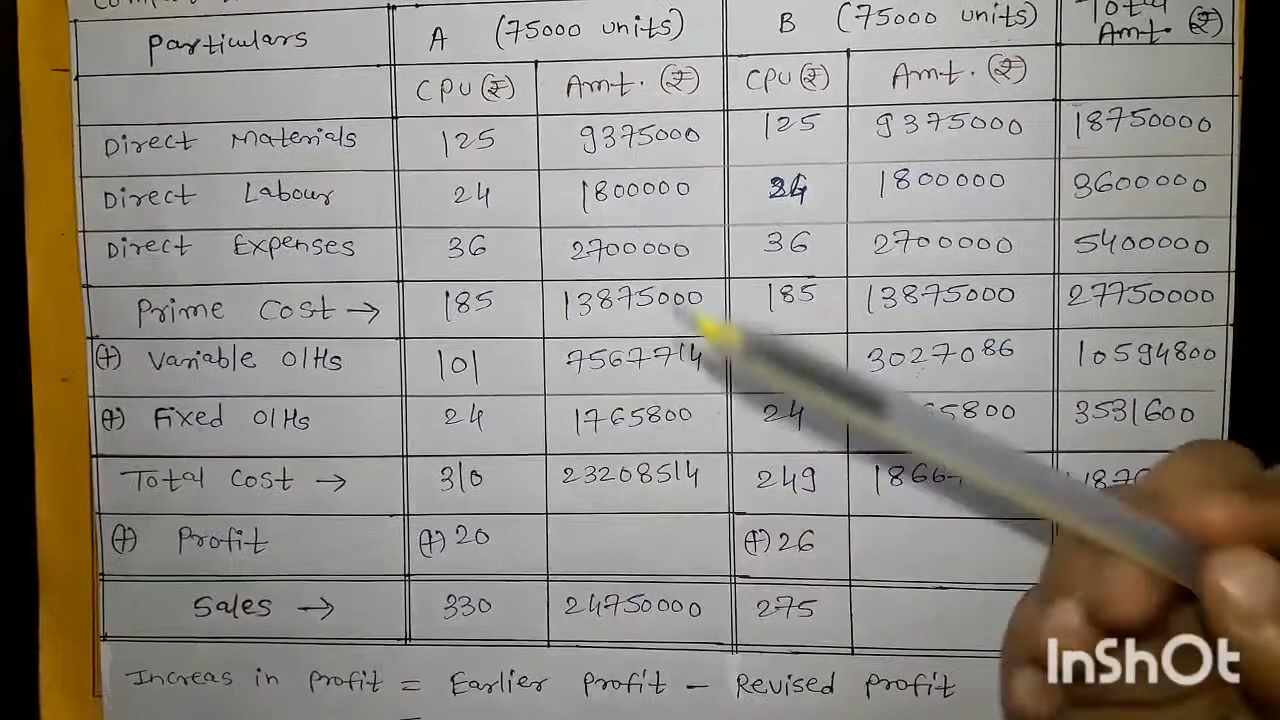 Particulars A (75000 units) B (75000 units) Total Amt. (₹)
CPU (₹) Amt. (₹) CPU (₹) Amt. (₹)
Direct Materials 125 9375000 125 9375000 18750000
Direct Labour 24 1800000 24 1800000 3600000
Direct Expenses 36 2700000 36 2700000 5400000
Prime Cost → 185 13875000 185 13875000 27750000
(+) Variable O/Hs 101 7567714 3027086 10594800
(+) Fixed O/Hs 24 1765800 24 65800 3531600
Total Cost → 310 23208514 249 1866
(+) Profit (+) 20 (+) 26
Sales → 330 24750000 275
Increas in Profit = Earlier Profit - Revised Profit
InShOt